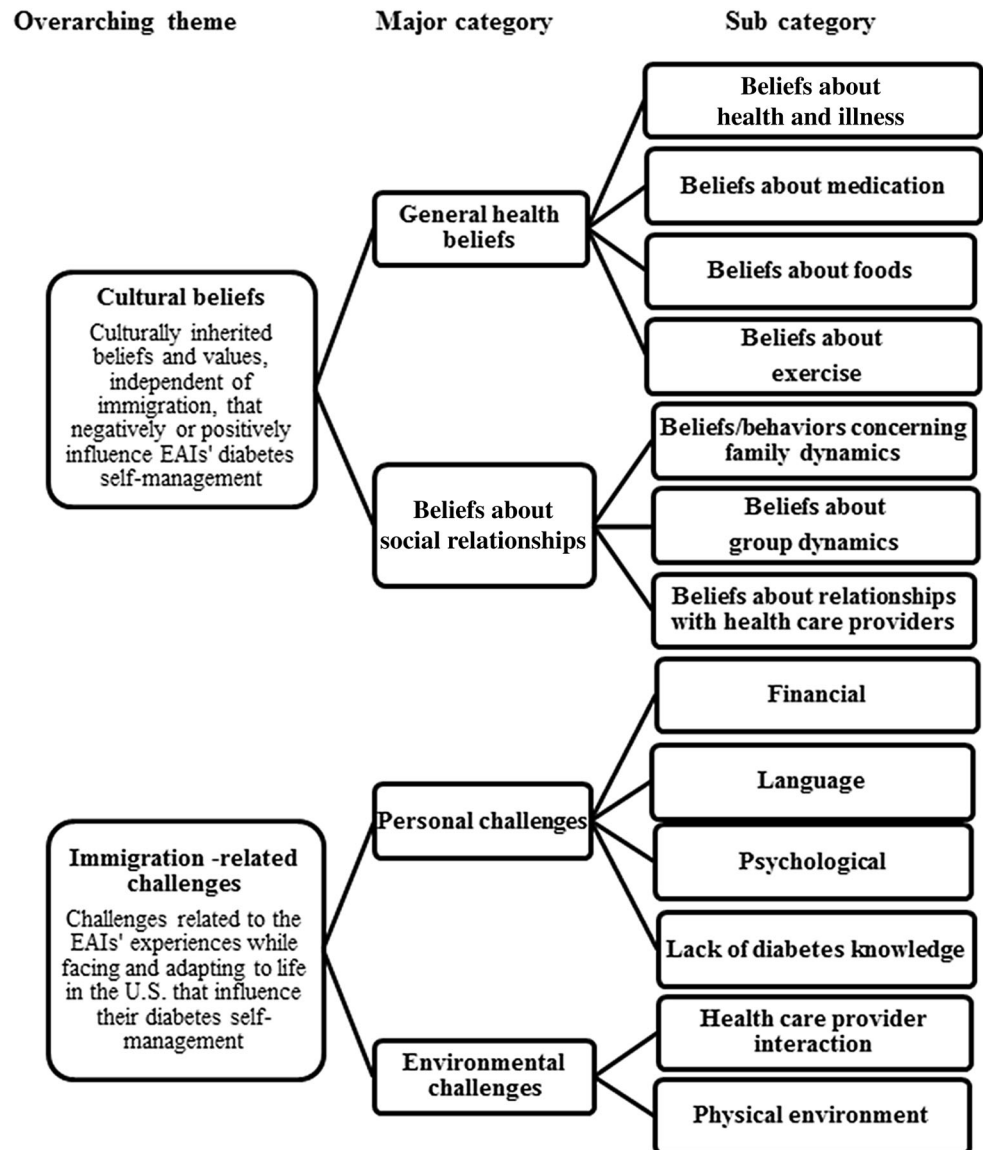 Overarching theme Major category Sub category
Beliefs about
health and illness
Beliefs about medication
General health
beliefs
Beliefs about foods
Beliefs about
exercise
Cultural beliefs
Culturally inherited
beliefs and values,
independent of
immigration, that
negatively or positively
influence EAIs' diabetes
self-management
Beliefs/behaviors concerning
family dynamics
Beliefs about
social relationships
Beliefs about
group dynamics
Beliefs about relationships
with health care providers
Financial
Language
Personal challenges
Psychological
Lack of diabetes knowledge
Immigration -related
challenges
Challenges related to the
EAIs' experiences while
facing and adapting to life
in the U.S. that influence
their diabetes self-
management
Health care provider
interaction
Environmental
challenges
Physical environment